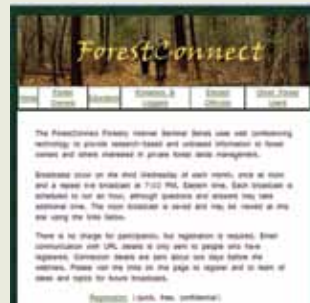 ForestConnect
Home Forest Owners Educators Foresters & Loggers Elected Officials Other Forest Users
The ForestConnect Forestry Internet Seminar Series uses web conferencing
technology to provide research-based and unbiased information to forest
owners and others interested in private forest lands management.
Broadcasts occur on the third Wednesday of each month, once at noon
and a repeat live broadcast at 7:00 PM, Eastern time. Each broadcast is
scheduled to run an hour, although questions and answers may take
additional time. The noon broadcast is saved and may be viewed at this
site using the links below.
There is no charge for participation, but registration is required. Email
communication with URL details is only sent to people who have
registered. Connection details are sent about two days before the
webinars. Please visit the links on this page to register and to learn of
dates and topics for future broadcasts.
Registration (quick, free, confidential)